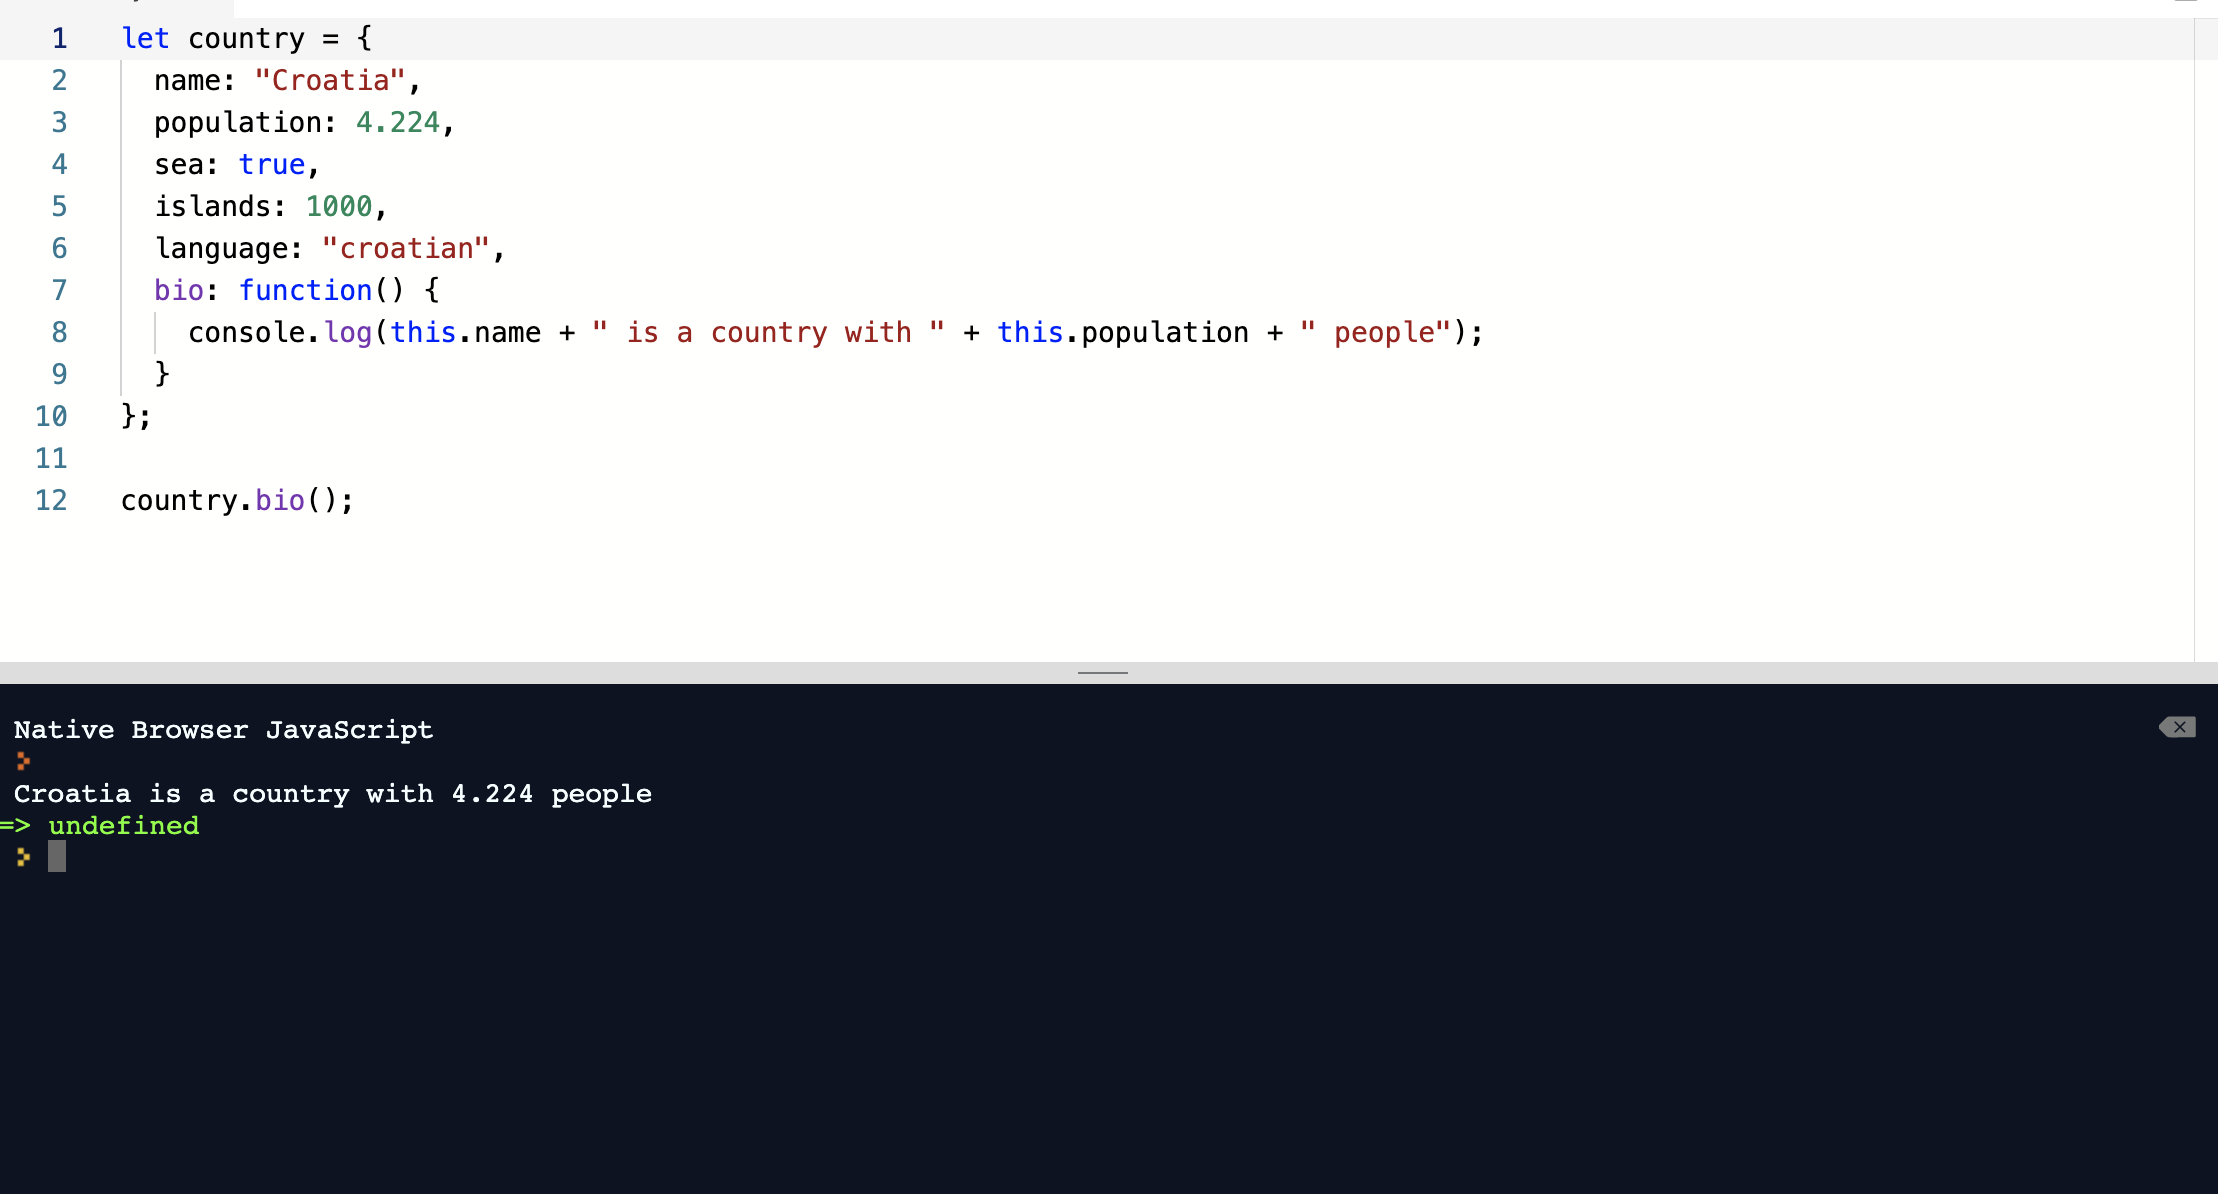 1 let country = {
2 name: "Croatia",
3 population: 4.224,
4 sea: true,
5 islands: 1000,
6 language: "croatian",
7 bio: function() {
8 console.log(this.name + " is a country with " + this.population + " people");
9 }
10 };
11
12 country.bio();
Native Browser JavaScript
Croatia is a country with 4.224 people
=> undefined